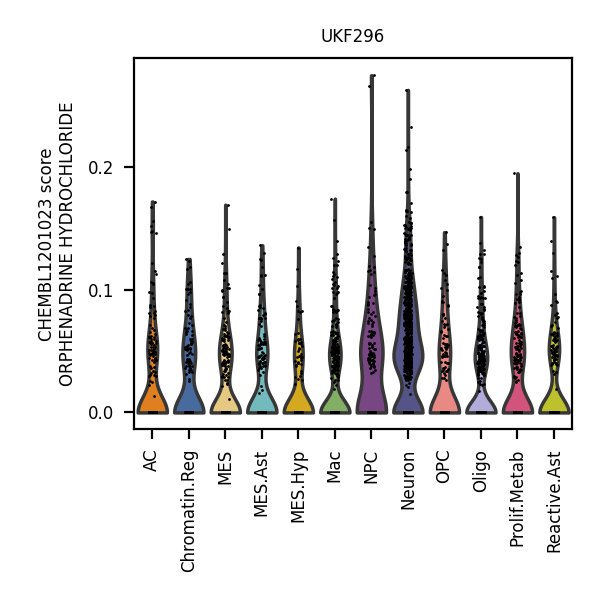 UKF296
CHEMBL1201023 score
ORPHENADRINE HYDROCHLORIDE
0.2
0.1
0.0
AC
Chromatin.Reg
MES
MES.Ast
MES.Hyp
Mac
NPC
Neuron
OPC
Oligo
Prolif.Metab
Reactive.Ast